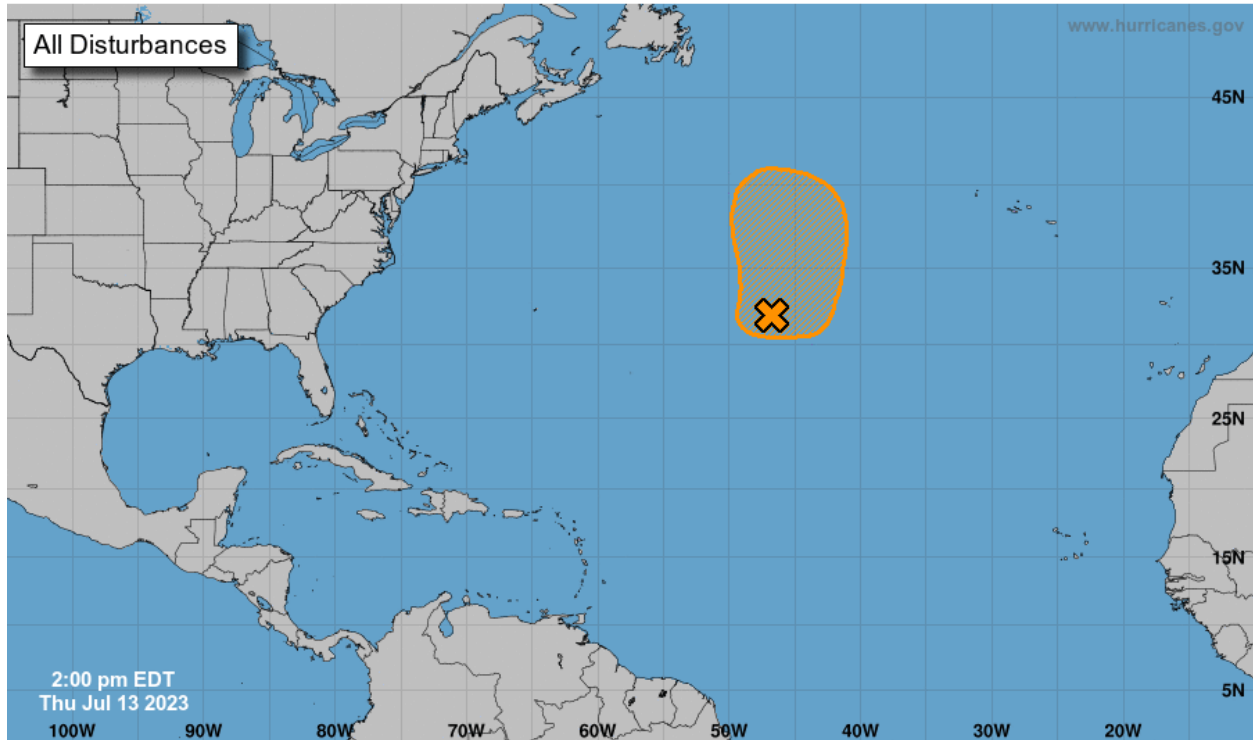 www.hurricanes.gov
All Disturbances
45N
35N
25N
15N
5N
2:00 pm EDT
Thu Jul 13 2023
100W 90W 80W 70W 60W 50W 40W 30W 20W